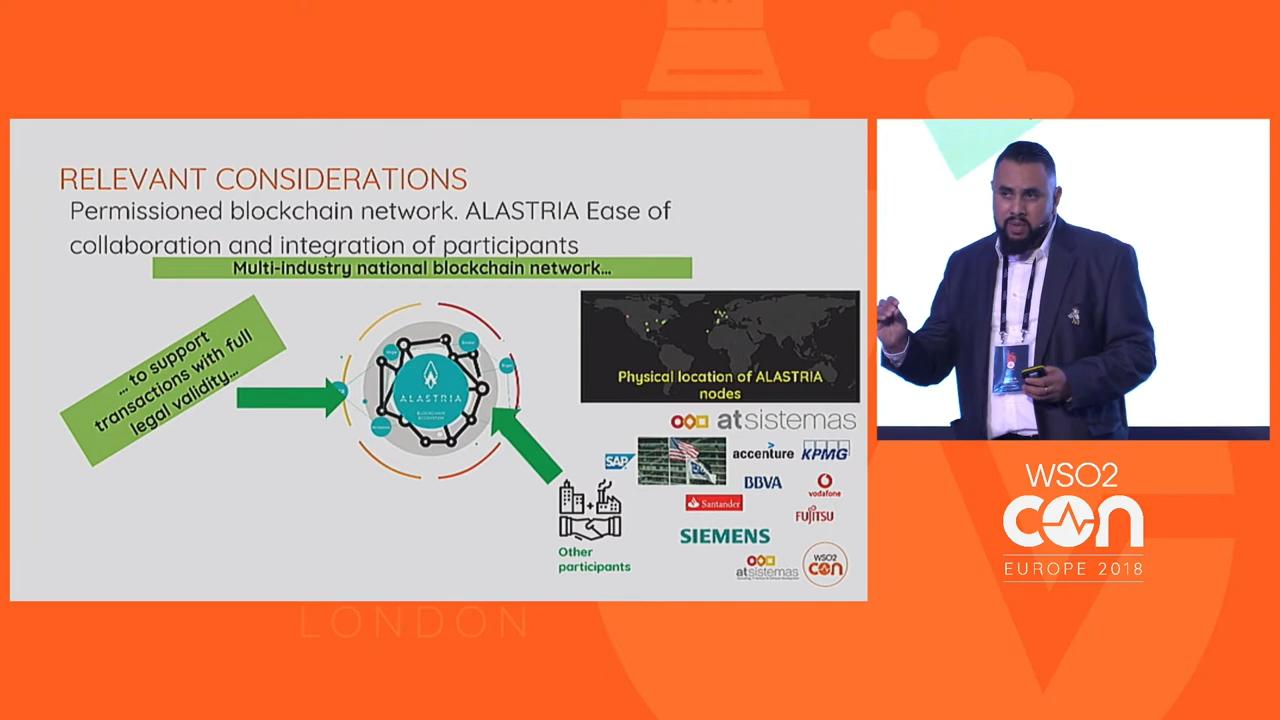 RELEVANT CONSIDERATIONS
Permissioned blockchain network. ALASTRIA Ease of
collaboration and integration of participants
Multi-industry national blockchain network...
... to support
transactions with full
legal validity...
ALASTRIA
BLOCKCHAIN
ECOSYSTEM
Physical location of ALASTRIA
nodes
atsistemas
SAP
accenture
KPMG
BBVA
vodafone
Santander
FUJITSU
SIEMENS
Other
participants
atsistemas
WSO2
CON
WSO2
CON
EUROPE 2018
LONDON